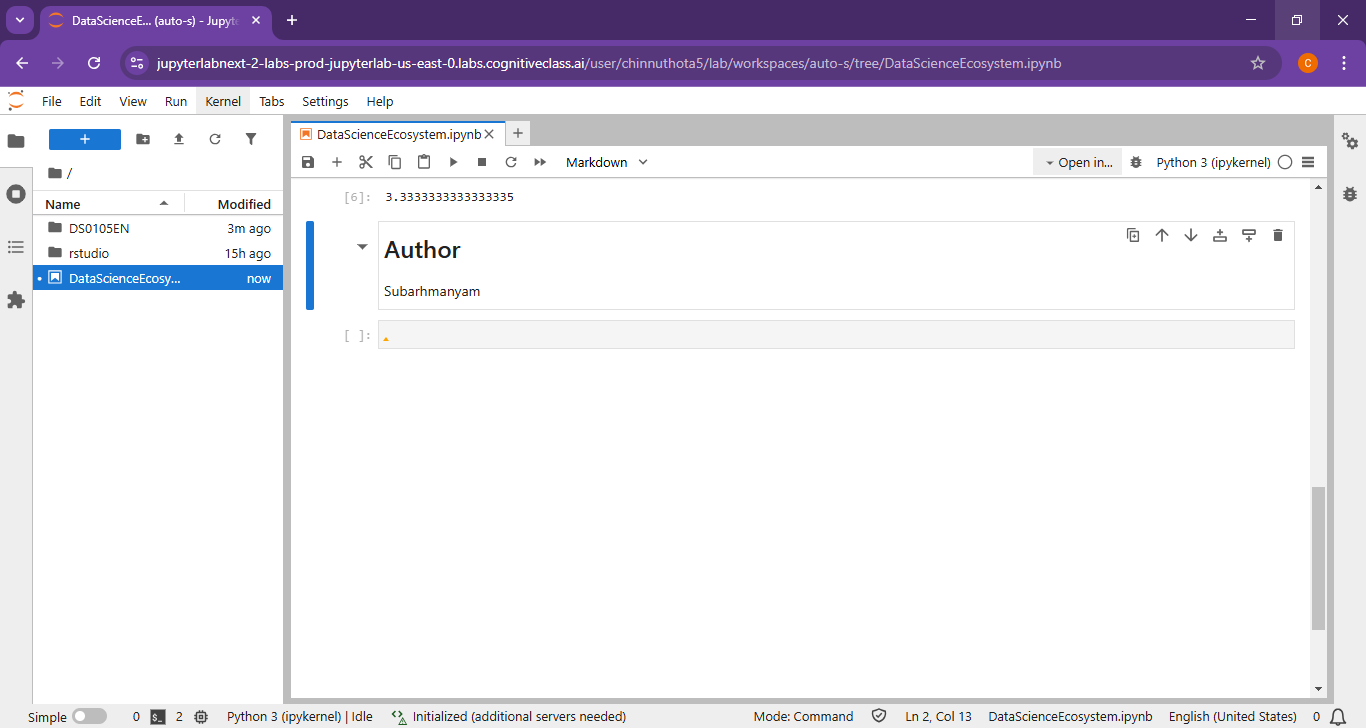 DataScienceE... (auto-s) - Jupyte
jupyterlabnext-2-labs-prod-jupyterlab-us-east-0.labs.cognitiveclass.ai/user/chinnuthota5/lab/workspaces/auto-s/tree/DataScienceEcosystem.ipynb
C
File Edit View Run Kernel Tabs Settings Help
DataScienceEcosystem.ipynb
Markdown Open in... Python 3 (ipykernel)
/
Name Modified
DS0105EN 3m ago
rstudio 15h ago
DataScienceEcosy... now
[6]: 3.3333333333333335
Author
Subarhmanyam
[ ]:
Simple 0 $_ 2 Python 3 (ipykernel) | Idle Initialized (additional servers needed) Mode: Command Ln 2, Col 13 DataScienceEcosystem.ipynb English (United States) 0